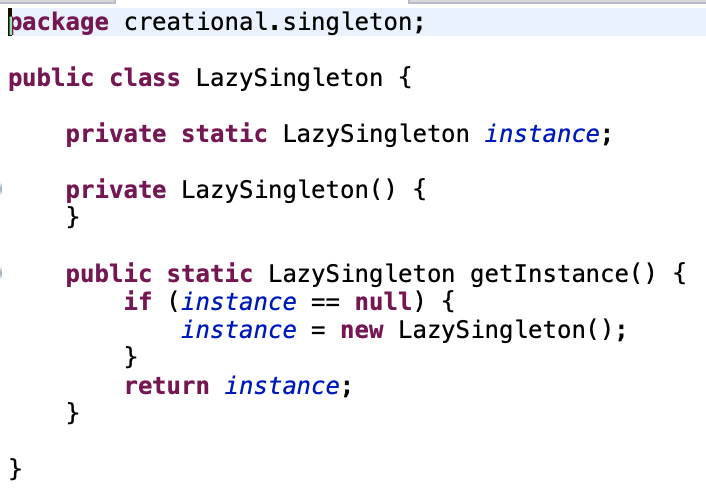 package creational.singleton;
public class LazySingleton {
private static LazySingleton instance;
private LazySingleton() {
}
public static LazySingleton getInstance() {
if (instance == null) {
instance = new LazySingleton();
}
return instance;
}
}